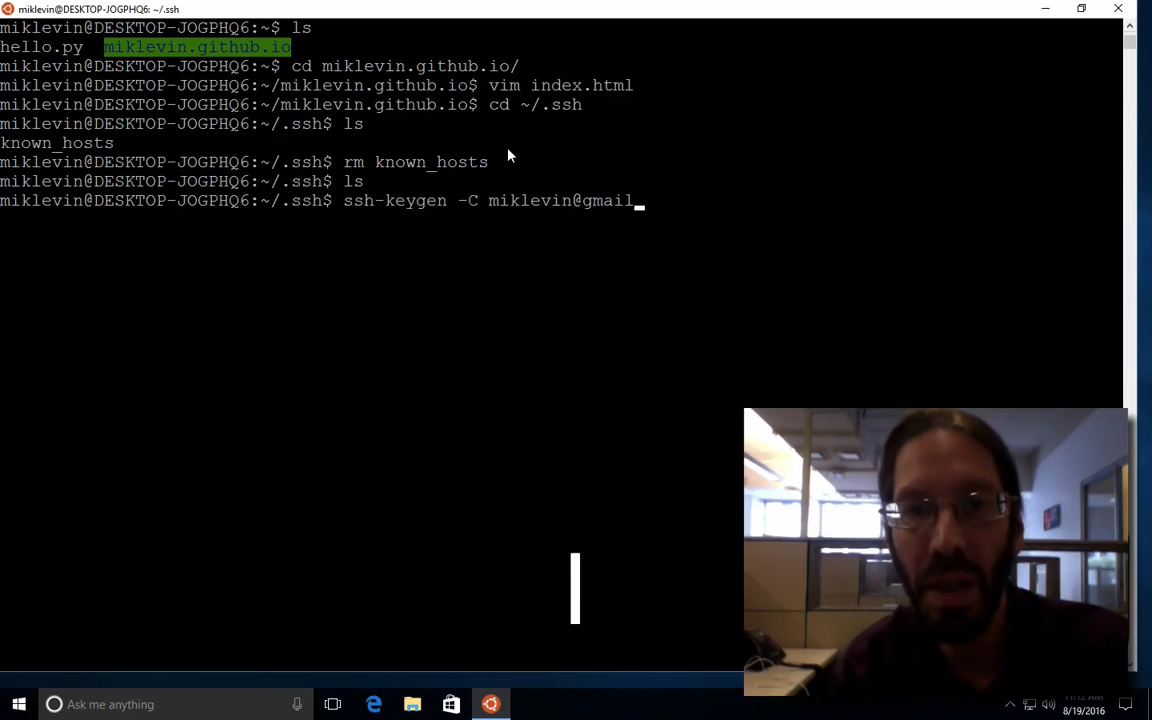 miklevin@DESKTOP-JOGPHQ6: ~/.ssh
miklevin@DESKTOP-JOGPHQ6:~$ ls
hello.py  miklevin.github.io
miklevin@DESKTOP-JOGPHQ6:~$ cd miklevin.github.io/
miklevin@DESKTOP-JOGPHQ6:~/miklevin.github.io$ vim index.html
miklevin@DESKTOP-JOGPHQ6:~/miklevin.github.io$ cd ~/.ssh
miklevin@DESKTOP-JOGPHQ6:~/.ssh$ ls
known_hosts
miklevin@DESKTOP-JOGPHQ6:~/.ssh$ rm known_hosts
miklevin@DESKTOP-JOGPHQ6:~/.ssh$ ls
miklevin@DESKTOP-JOGPHQ6:~/.ssh$ ssh-keygen -C miklevin@gmail
Ask me anything
11:12 AM
8/19/2016